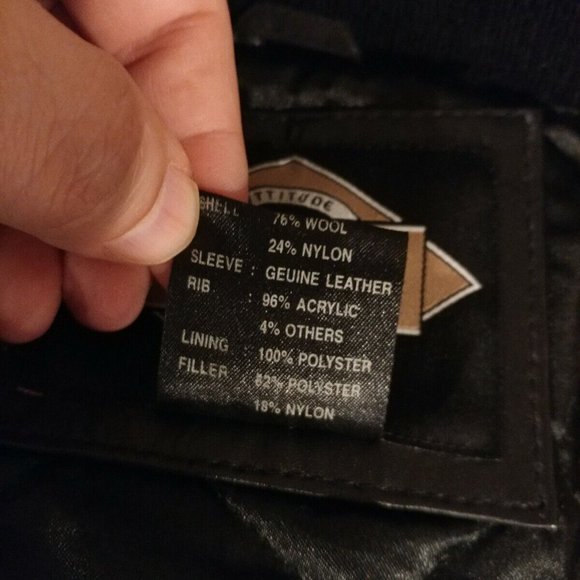 TTITUDE
SHELL 76% WOOL
24% NYLON
SLEEVE : GEUINE LEATHER
RIB : 96% ACRYLIC
4% OTHERS
LINING : 100% POLYSTER
FILLER : 82% POLYSTER
18% NYLON